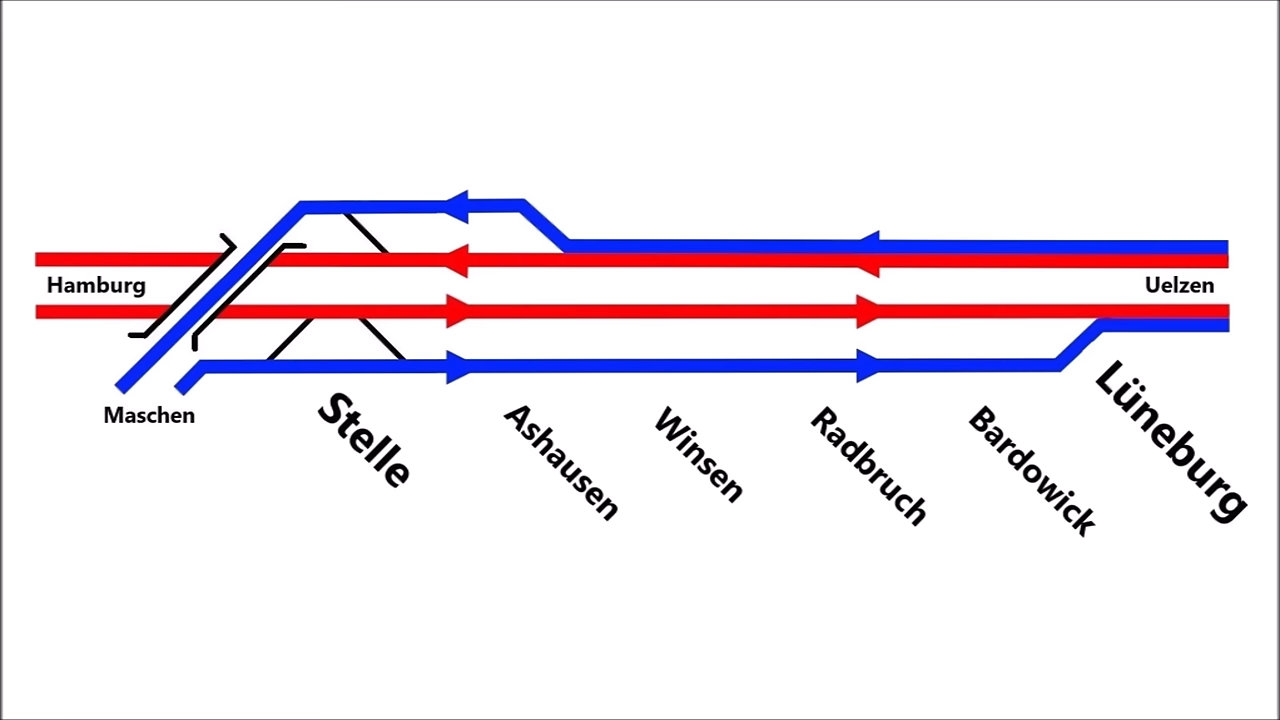 Hamburg
Uelzen
Maschen
Stelle
Ashausen
Winsen
Radbruch
Bardowick
Lüneburg